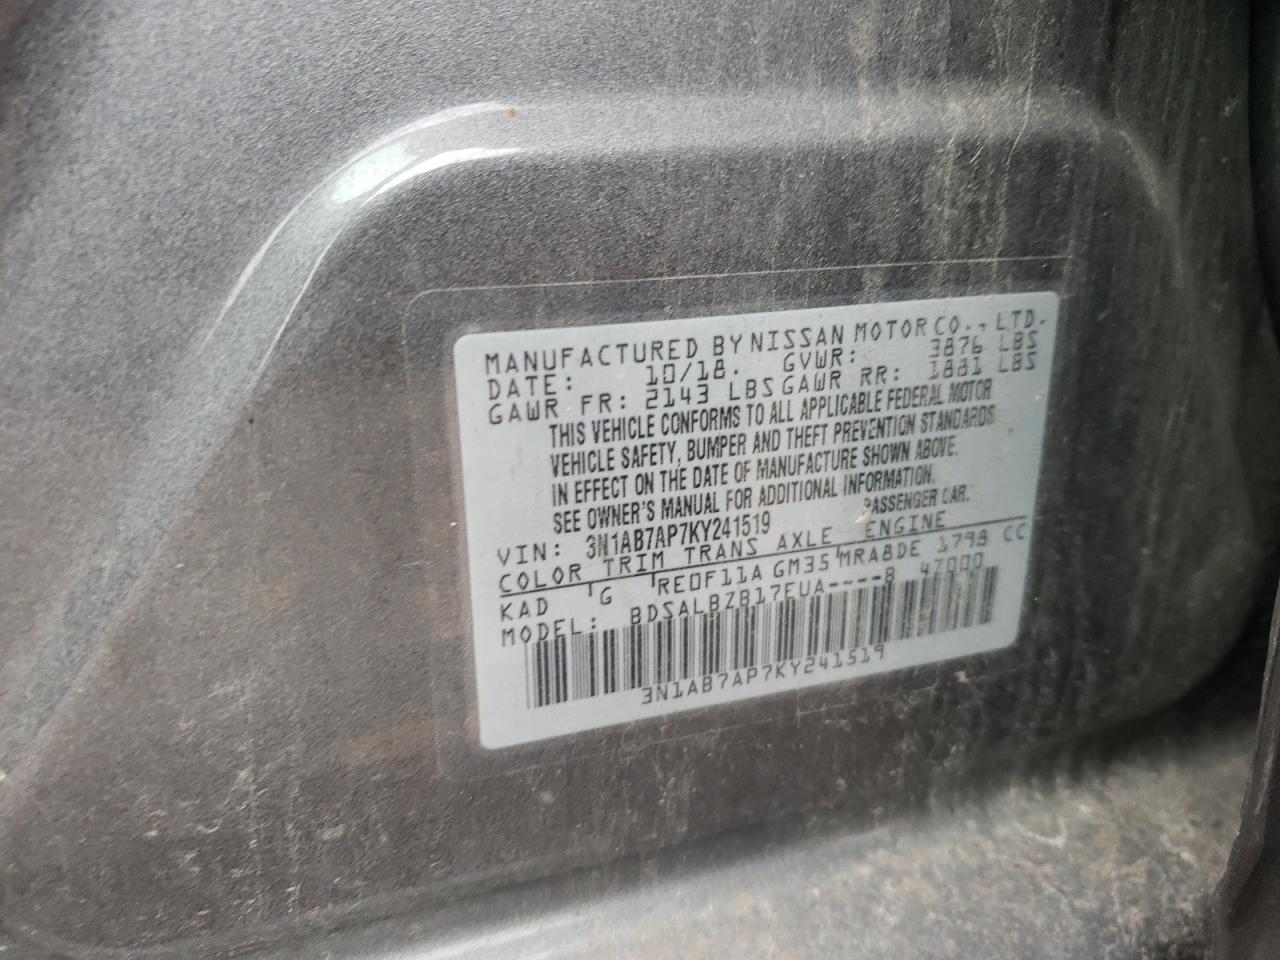 MANUFACTURED BY NISSAN MOTOR CO., LTD.
DATE: 10/18. GVWR: 3876 LBS
GAWR FR: 2143 LBS GAWR RR: 1881 LBS
THIS VEHICLE CONFORMS TO ALL APPLICABLE FEDERAL MOTOR
VEHICLE SAFETY, BUMPER AND THEFT PREVENTION STANDARDS
IN EFFECT ON THE DATE OF MANUFACTURE SHOWN ABOVE.
SEE OWNER'S MANUAL FOR ADDITIONAL INFORMATION.
VIN: 3N1AB7AP7KY241519 PASSENGER CAR.
COLOR TRIM TRANS AXLE ENGINE
KAD G RE0F11A GM35 MRA8DE 1798 CC
MODEL: BDSALBZB17EUA----B 47000
3N1AB7AP7KY241519